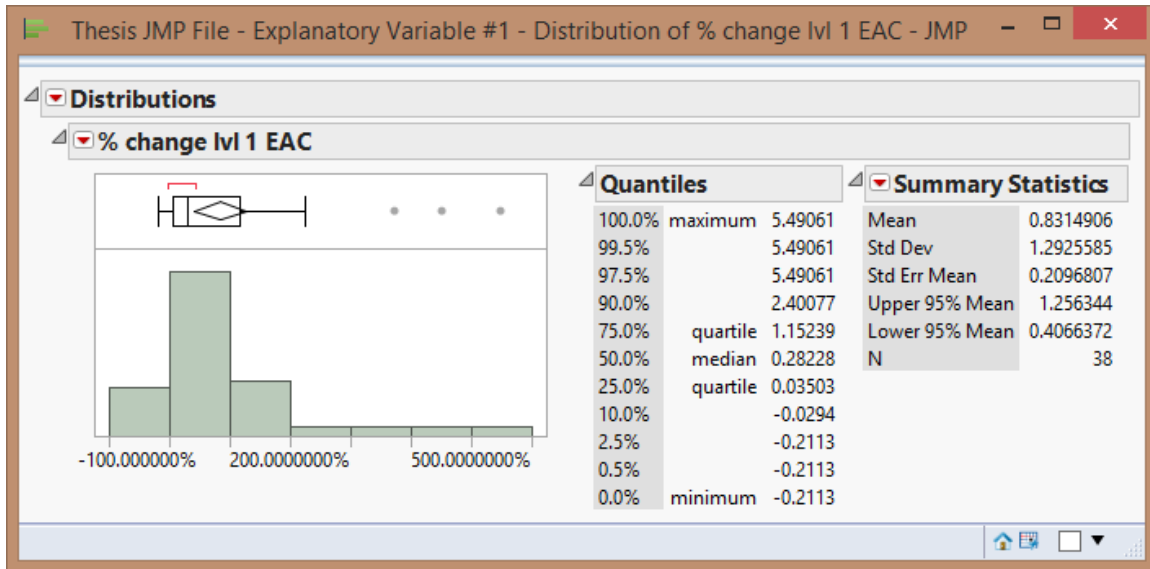 Thesis JMP File - Explanatory Variable #1 - Distribution of % change lvl 1 EAC - JMP
Distributions
% change lvl 1 EAC
-100.000000% 200.0000000% 500.0000000%
Quantiles
100.0% maximum 5.49061
99.5% 5.49061
97.5% 5.49061
90.0% 2.40077
75.0% quartile 1.15239
50.0% median 0.28228
25.0% quartile 0.03503
10.0% -0.0294
2.5% -0.2113
0.5% -0.2113
0.0% minimum -0.2113
Summary Statistics
Mean 0.8314906
Std Dev 1.2925585
Std Err Mean 0.2096807
Upper 95% Mean 1.256344
Lower 95% Mean 0.4066372
N 38